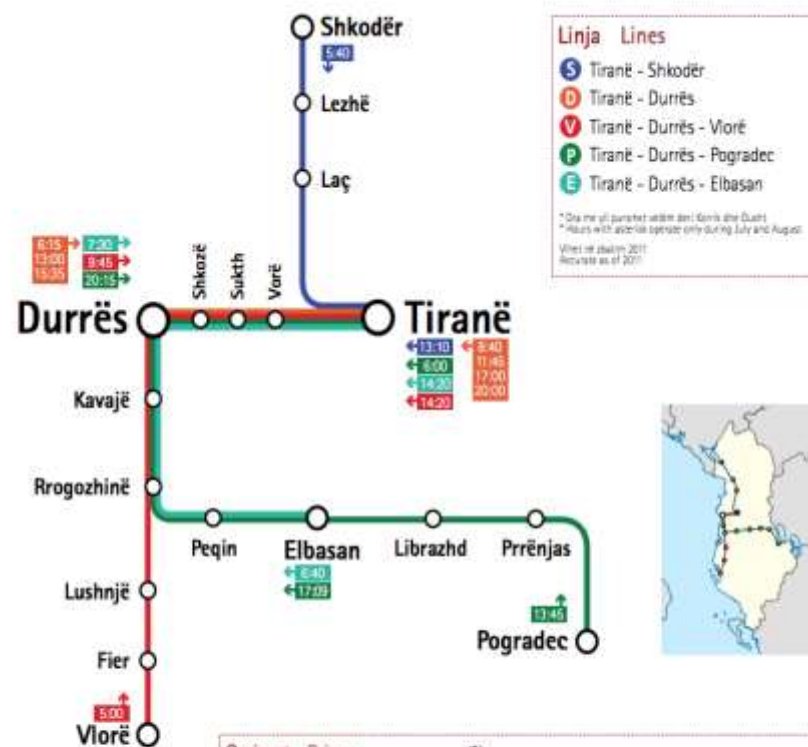 Shkodër
5:40
Lezhë
Laç
Linja Lines
S Tiranë - Shkodër
D Tiranë - Durrës
V Tiranë - Durrës - Vlorë
P Tiranë - Durrës - Pogradec
E Tiranë - Durrës - Elbasan
* Hours with asterisk operate only during July and August
Accurate as of 2011
6:15
13:00
15:35
7:30
9:45
20:15
Shkozë
Sukth
Vorë
Durrës
Tiranë
13:10
6:00
14:20
14:20
8:40
11:45
17:00
20:00
Kavajë
Rrogozhinë
Peqin
Elbasan
Librazhd
Prrënjas
6:40
17:09
Lushnjë
13:45
Pogradec
Fier
5:00
Vlorë